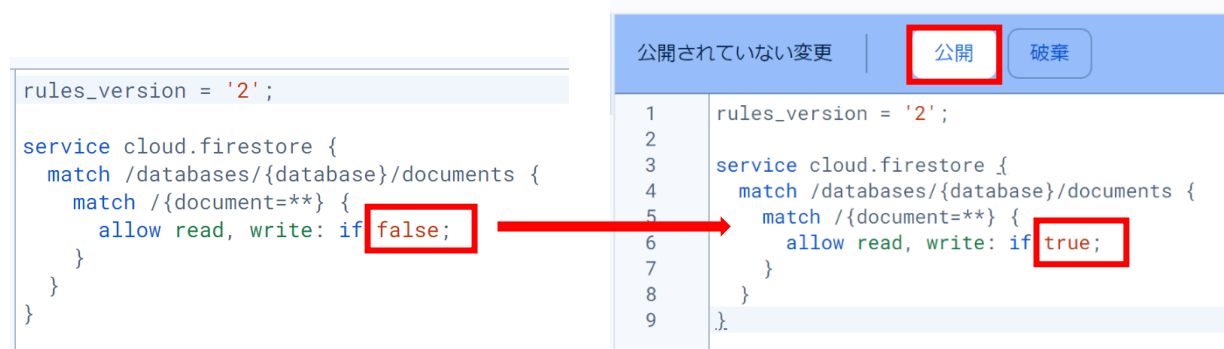 rules_version = '2';
service cloud.firestore {
match /databases/{database}/documents {
match /{document=**} {
allow read, write: if false;
}
}
}
公開されていない変更
公開
破棄
1 rules_version = '2';
2
3 service cloud.firestore {
4 match /databases/{database}/documents {
5 match /{document=**} {
6 allow read, write: if true;
7 }
8 }
9 }